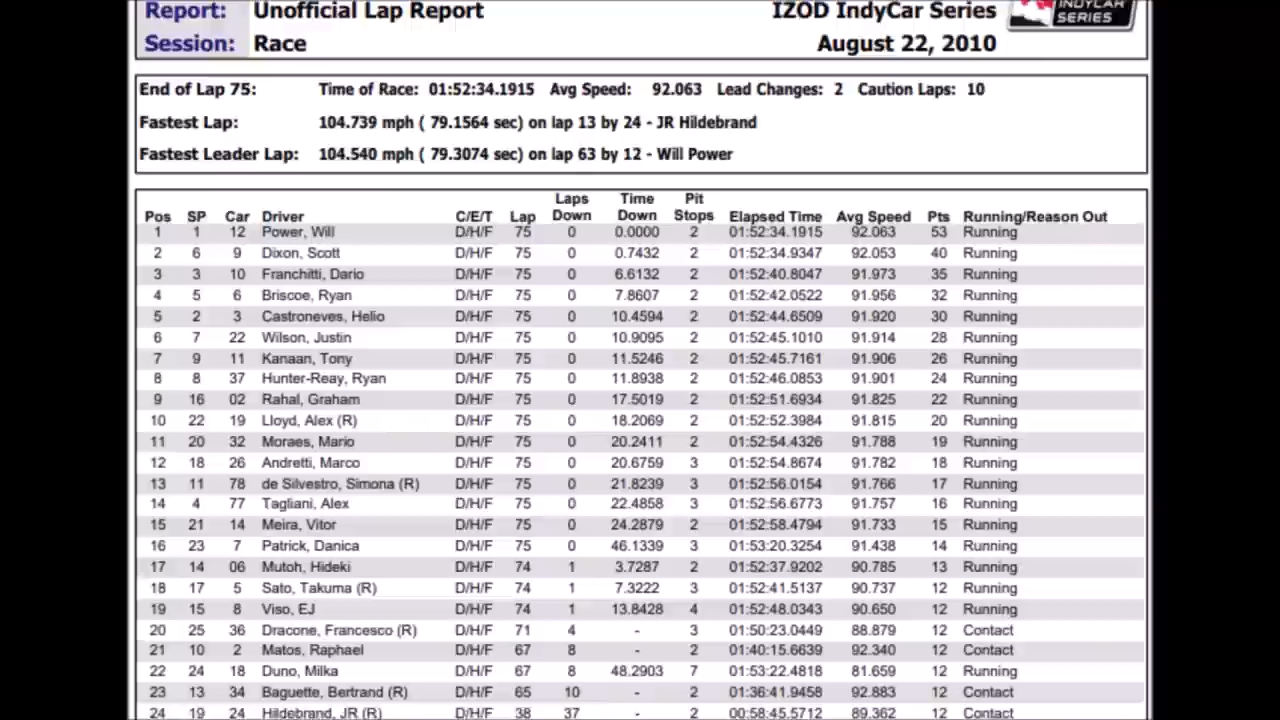 Report: Unofficial Lap Report IZOD IndyCar Series
INDYCAR SERIES
Session: Race August 22, 2010
End of Lap 75: Time of Race: 01:52:34.1915 Avg Speed: 92.063 Lead Changes: 2 Caution Laps: 10
Fastest Lap: 104.739 mph ( 79.1564 sec) on lap 13 by 24 - JR Hildebrand
Fastest Leader Lap: 104.540 mph ( 79.3074 sec) on lap 63 by 12 - Will Power
Pos SP Car Driver C/E/T Lap Laps Down Time Down Pit Stops Elapsed Time Avg Speed Pts Running/Reason Out
1 1 12 Power, Will D/H/F 75 0 0.0000 2 01:52:34.1915 92.063 53 Running
2 6 9 Dixon, Scott D/H/F 75 0 0.7432 2 01:52:34.9347 92.053 40 Running
3 3 10 Franchitti, Dario D/H/F 75 0 6.6132 2 01:52:40.8047 91.973 35 Running
4 5 6 Briscoe, Ryan D/H/F 75 0 7.8607 2 01:52:42.0522 91.956 32 Running
5 2 3 Castroneves, Helio D/H/F 75 0 10.4594 2 01:52:44.6509 91.920 30 Running
6 7 22 Wilson, Justin D/H/F 75 0 10.9095 2 01:52:45.1010 91.914 28 Running
7 9 11 Kanaan, Tony D/H/F 75 0 11.5246 2 01:52:45.7161 91.906 26 Running
8 8 37 Hunter-Reay, Ryan D/H/F 75 0 11.8938 2 01:52:46.0853 91.901 24 Running
9 16 02 Rahal, Graham D/H/F 75 0 17.5019 2 01:52:51.6934 91.825 22 Running
10 22 19 Lloyd, Alex (R) D/H/F 75 0 18.2069 2 01:52:52.3984 91.815 20 Running
11 20 32 Moraes, Mario D/H/F 75 0 20.2411 2 01:52:54.4326 91.788 19 Running
12 18 26 Andretti, Marco D/H/F 75 0 20.6759 3 01:52:54.8674 91.782 18 Running
13 11 78 de Silvestro, Simona (R) D/H/F 75 0 21.8239 3 01:52:56.0154 91.766 17 Running
14 4 77 Tagliani, Alex D/H/F 75 0 22.4858 3 01:52:56.6773 91.757 16 Running
15 21 14 Meira, Vitor D/H/F 75 0 24.2879 2 01:52:58.4794 91.733 15 Running
16 23 7 Patrick, Danica D/H/F 75 0 46.1339 3 01:53:20.3254 91.438 14 Running
17 14 06 Mutoh, Hideki D/H/F 74 1 3.7287 2 01:52:37.9202 90.785 13 Running
18 17 5 Sato, Takuma (R) D/H/F 74 1 7.3222 3 01:52:41.5137 90.737 12 Running
19 15 8 Viso, EJ D/H/F 74 1 13.8428 4 01:52:48.0343 90.650 12 Running
20 25 36 Dracone, Francesco (R) D/H/F 71 4 - 3 01:50:23.0449 88.879 12 Contact
21 10 2 Matos, Raphael D/H/F 67 8 - 2 01:40:15.6639 92.340 12 Contact
22 24 18 Duno, Milka D/H/F 67 8 48.2903 7 01:53:22.4818 81.659 12 Running
23 13 34 Baguette, Bertrand (R) D/H/F 65 10 - 2 01:36:41.9458 92.883 12 Contact
24 19 24 Hildebrand, JR (R) D/H/F 38 37 - 2 00:58:45.5712 89.362 12 Contact